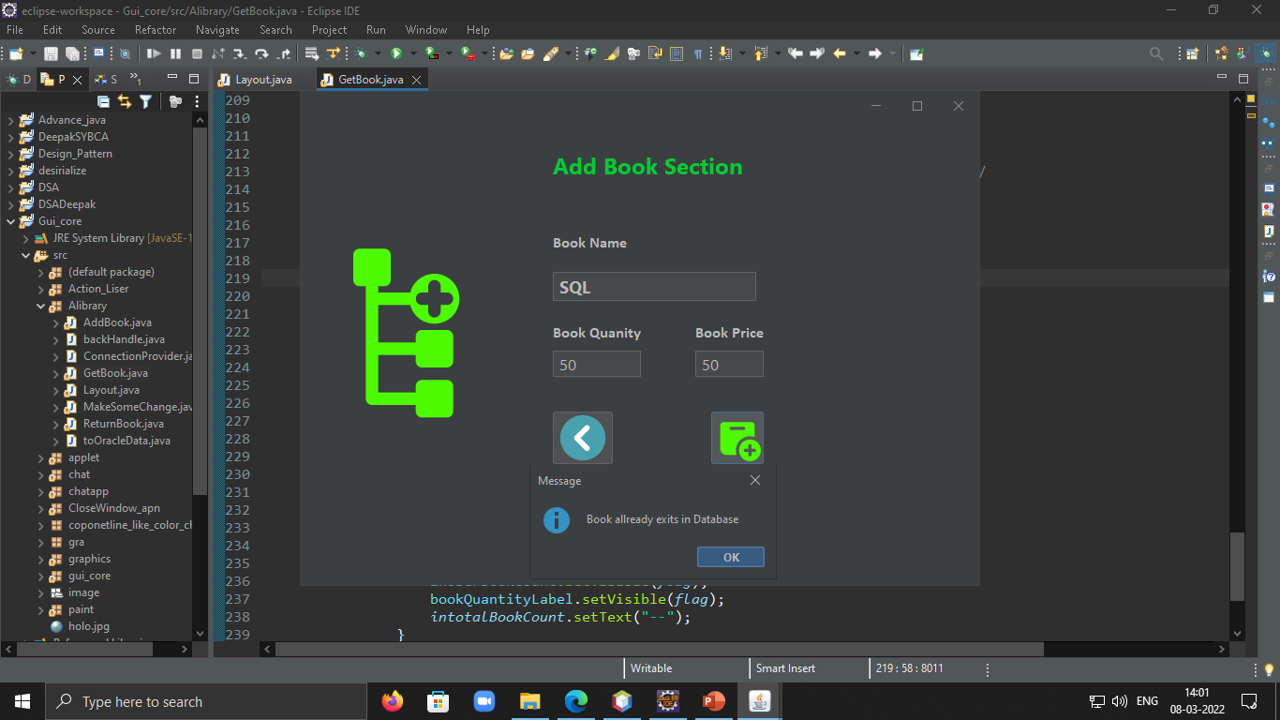 eclipse-workspace - Gui_core/src/Alibrary/GetBook.java - Eclipse IDE
File Edit Source Refactor Navigate Search Project Run Window Help
D P S Layout.java GetBook.java
Advance_java
DeepakSYBCA
Design_Pattern
desirialize
DSA
DSADeepak
Gui_core
JRE System Library [JavaSE-1
src
(default package)
Action_Liser
Alibrary
AddBook.java
backHandle.java
ConnectionProvider.ja
GetBook.java
Layout.java
MakeSomeChange.jav
ReturnBook.java
toOracleData.java
applet
chat
chatapp
CloseWindow_apn
coponetline_like_color_ch
gra
graphics
gui_core
image
paint
holo.jpg
209
210
211
212
213 /
214
215
216
217
218
219
220
221
222
223
224
225
226
227
228
229
230
231
232
233
234
235
236
237 bookQuantityLabel.setVisible(flag);
238 intotalBookCount.setText("--");
239 }
Add Book Section
Book Name
SQL
Book Quanity Book Price
50 50
Message
Book allready exits in Database
OK
Writable Smart Insert 219 : 58 : 8011
Type here to search
ENG 14:01
08-03-2022